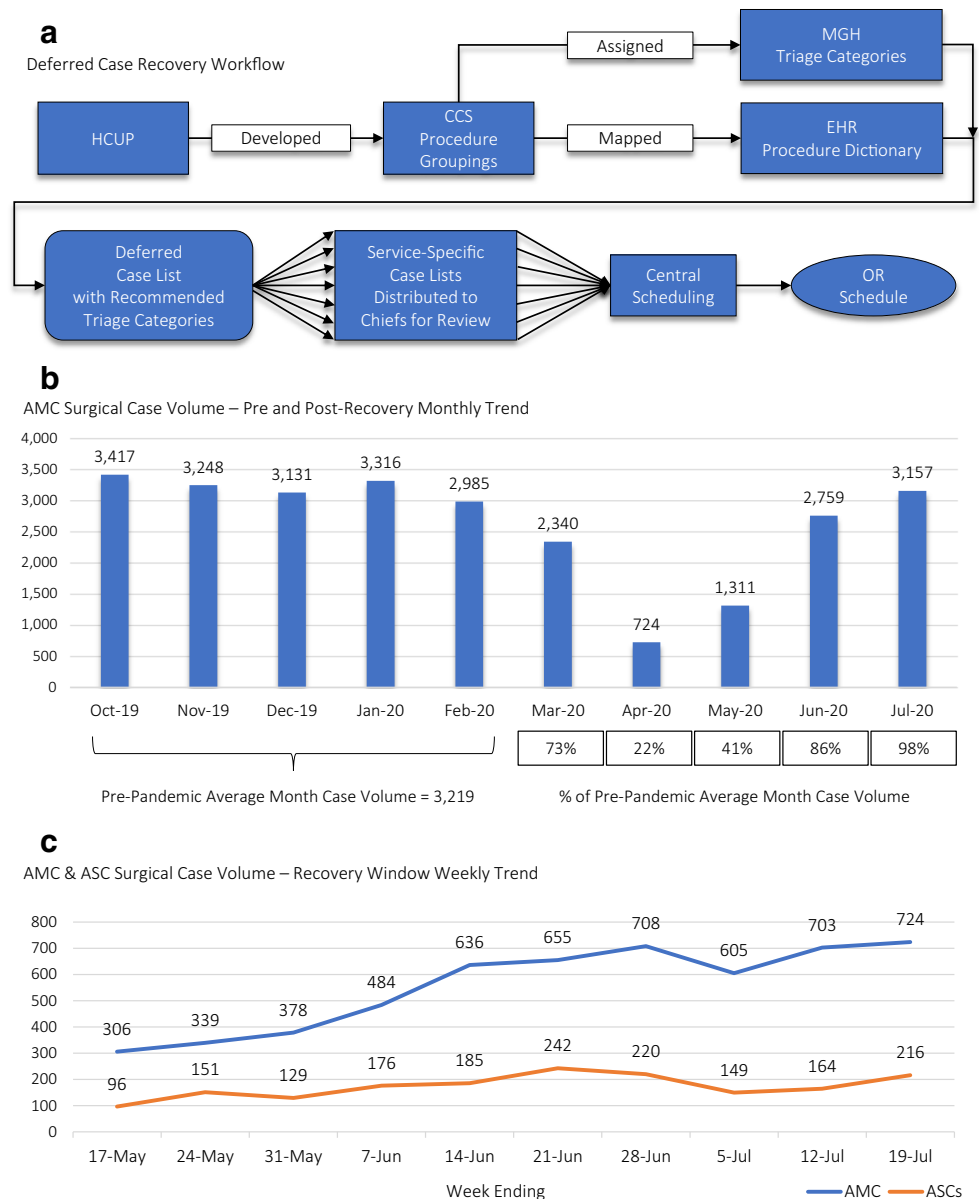 a
Deferred Case Recovery Workflow
HCUP
Developed
CCS
Procedure
Groupings
Assigned
MGH
Triage Categories
Mapped
EHR
Procedure Dictionary
Deferred
Case List
with Recommended
Triage Categories
Service-Specific
Case Lists
Distributed to
Chiefs for Review
Central
Scheduling
OR
Schedule
b
AMC Surgical Case Volume – Pre and Post-Recovery Monthly Trend
4,000
3,500
3,000
2,500
2,000
1,500
1,000
500
0
3,417
3,248
3,131
3,316
2,985
2,340
724
1,311
2,759
3,157
Oct-19 Nov-19 Dec-19 Jan-20 Feb-20 Mar-20 Apr-20 May-20 Jun-20 Jul-20
73% 22% 41% 86% 98%
Pre-Pandemic Average Month Case Volume = 3,219
% of Pre-Pandemic Average Month Case Volume
c
AMC & ASC Surgical Case Volume – Recovery Window Weekly Trend
800
700
600
500
400
300
200
100
0
306 339 378 484 636 655 708 605 703 724
96 151 129 176 185 242 220 149 164 216
17-May 24-May 31-May 7-Jun 14-Jun 21-Jun 28-Jun 5-Jul 12-Jul 19-Jul
Week Ending
AMC ASCs